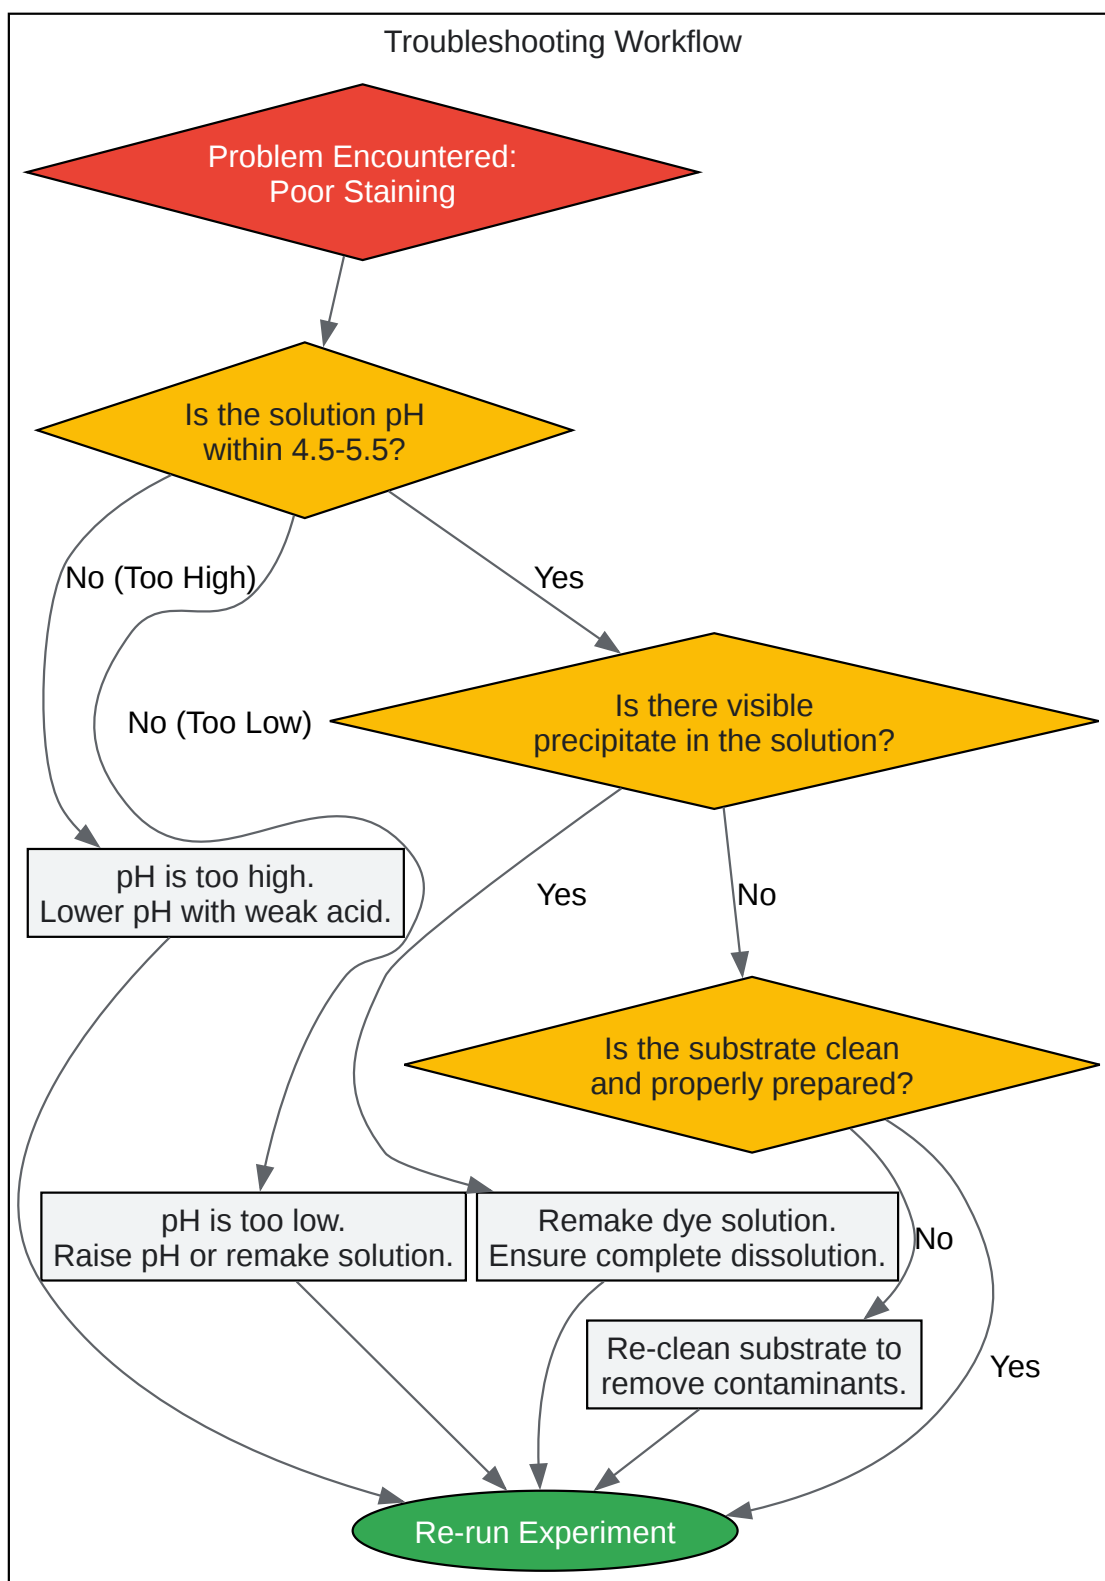 Troubleshooting Workflow
Problem Encountered:
Poor Staining
Is the solution pH
within 4.5-5.5?
No (Too High)
Yes
No (Too Low)
Is there visible
precipitate in the solution?
pH is too high.
Lower pH with weak acid.
Yes
No
Is the substrate clean
and properly prepared?
pH is too low.
Raise pH or remake solution.
Remake dye solution.
Ensure complete dissolution.
No
Re-clean substrate to
remove contaminants.
Yes
Re-run Experiment